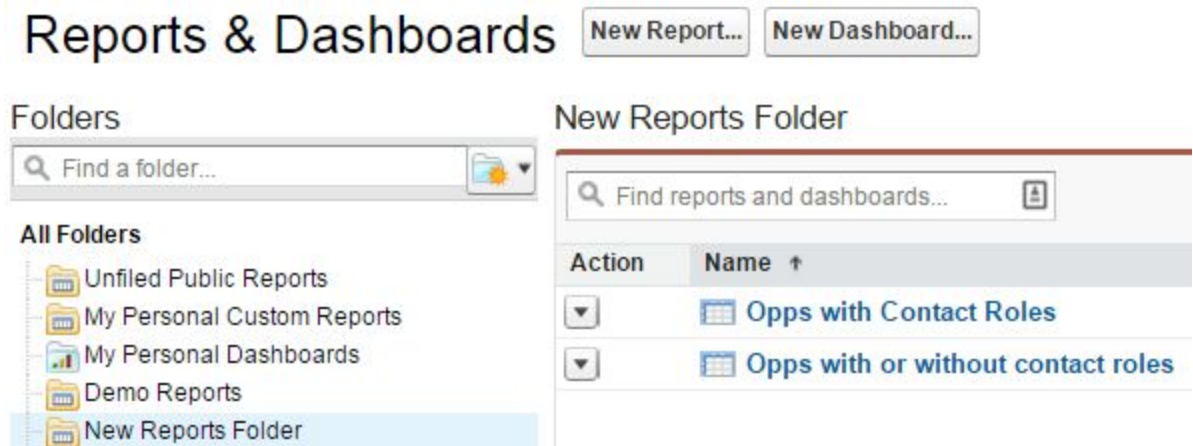 Reports & Dashboards New Report... New Dashboard...
Folders
Find a folder...
All Folders
Unfiled Public Reports
My Personal Custom Reports
My Personal Dashboards
Demo Reports
New Reports Folder
New Reports Folder
Find reports and dashboards...
Action Name ↑
Opps with Contact Roles
Opps with or without contact roles